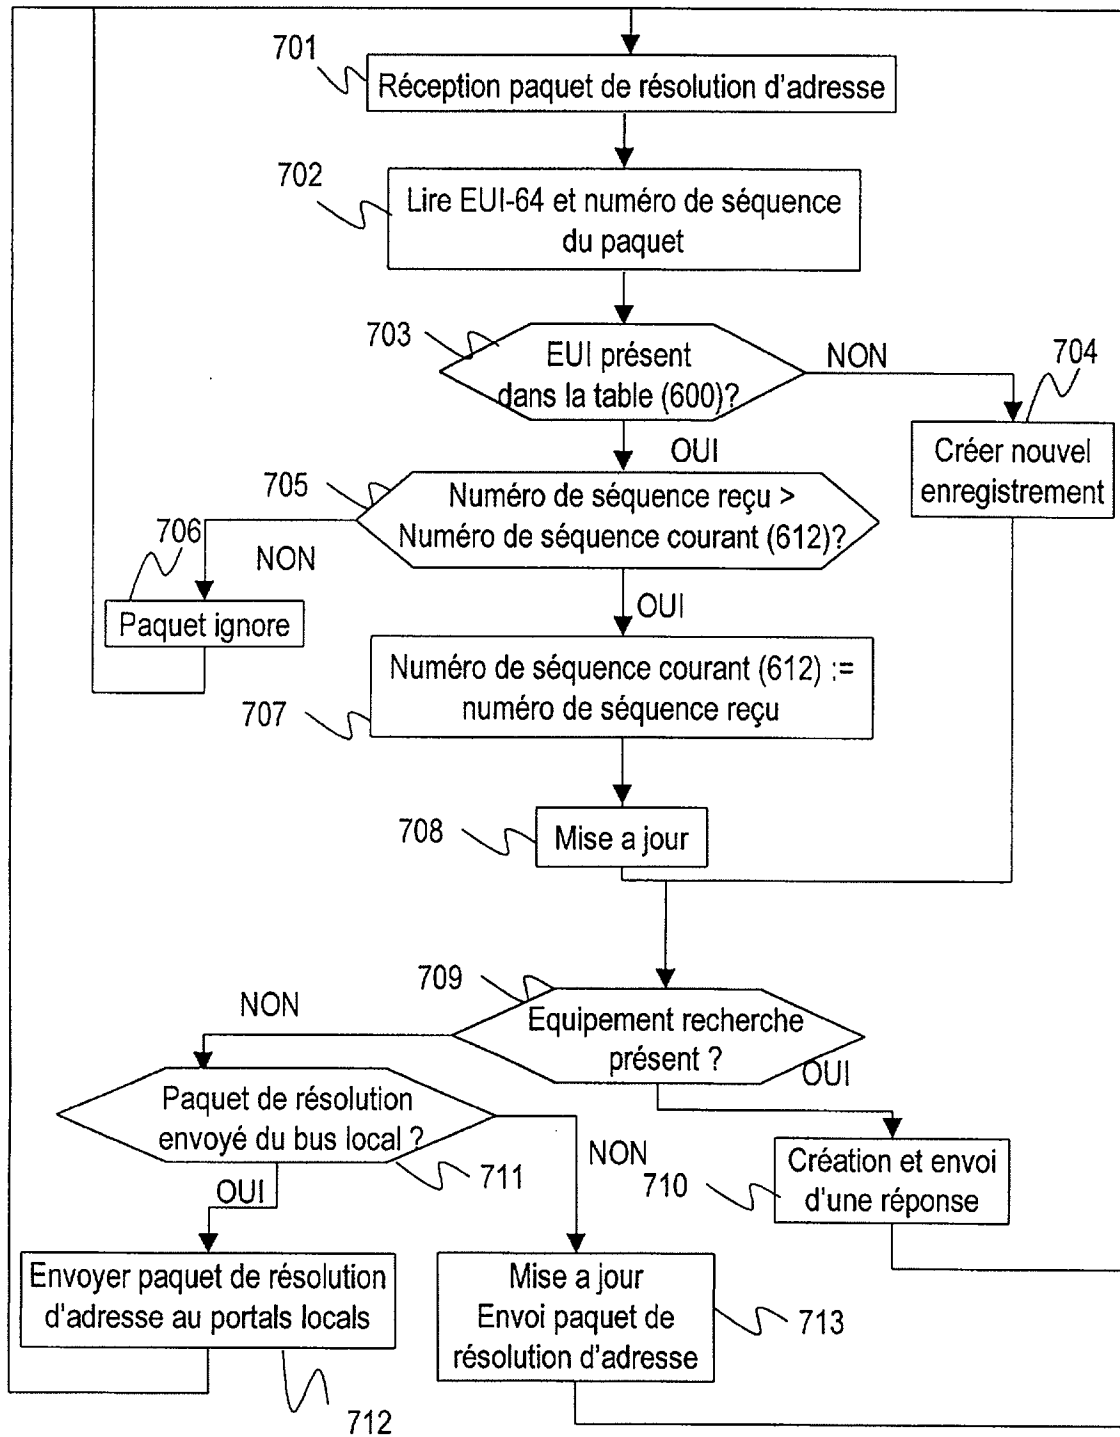 701
Réception paquet de résolution d'adresse
702
Lire EUI-64 et numéro de séquence
du paquet
703
EUI présent
dans la table (600)?
NON
704
Créer nouvel
enregistrement
OUI
705
Numéro de séquence reçu >
Numéro de séquence courant (612)?
706
NON
Paquet ignore
OUI
Numéro de séquence courant (612) :=
numéro de séquence reçu
707
708
Mise a jour
709
NON
Equipement recherche
présent ?
OUI
Paquet de résolution
envoyé du bus local ?
711
NON
OUI
710
Création et envoi
d'une réponse
Envoyer paquet de résolution
d'adresse au portals locals
712
Mise a jour
Envoi paquet de
résolution d'adresse
713